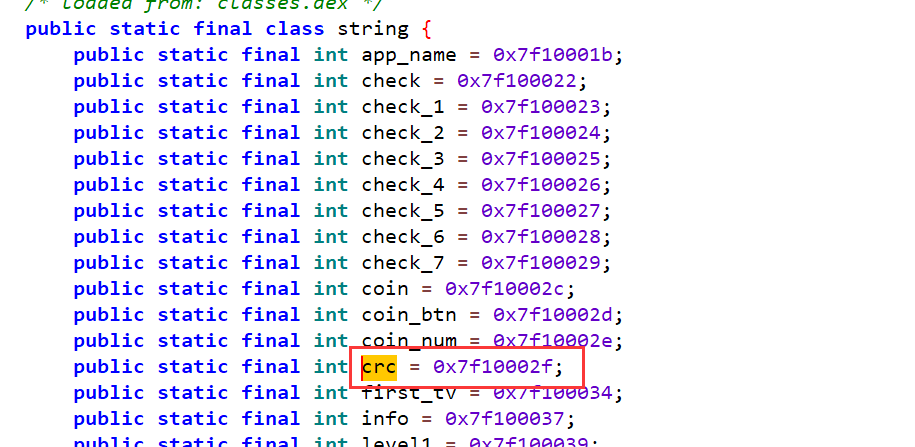 /* loaded from: classes.dex */
public static final class string {
public static final int app_name = 0x7f10001b;
public static final int check = 0x7f100022;
public static final int check_1 = 0x7f100023;
public static final int check_2 = 0x7f100024;
public static final int check_3 = 0x7f100025;
public static final int check_4 = 0x7f100026;
public static final int check_5 = 0x7f100027;
public static final int check_6 = 0x7f100028;
public static final int check_7 = 0x7f100029;
public static final int coin = 0x7f10002c;
public static final int coin_btn = 0x7f10002d;
public static final int coin_num = 0x7f10002e;
public static final int crc = 0x7f10002f;
public static final int first_tv = 0x7f100034;
public static final int info = 0x7f100037;
public static final int level1 = 0x7f100039;